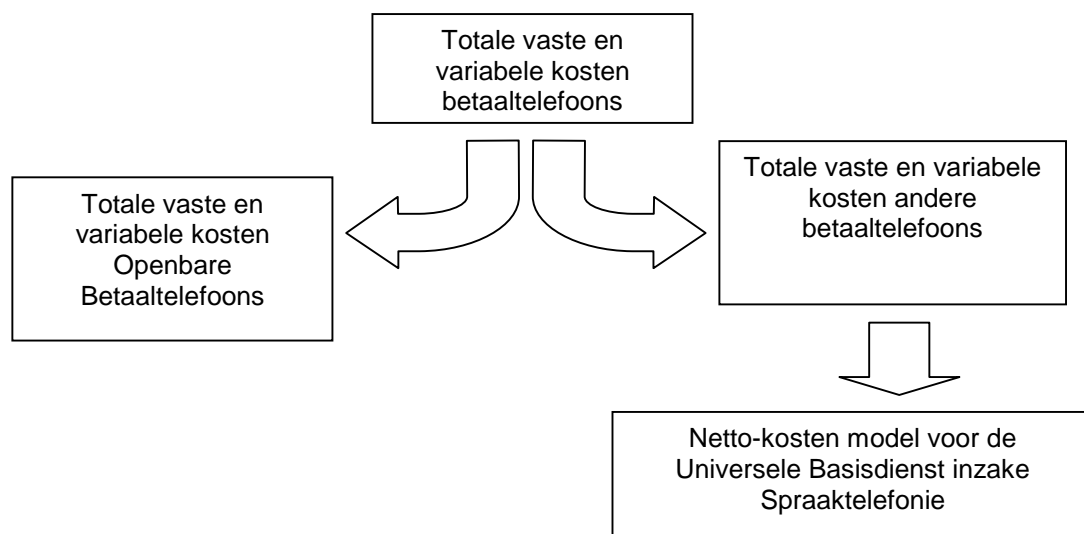 Totale vaste en
variabele kosten
betaaltelefoons
Totale vaste en
variabele kosten
Openbare
Betaaltelefoons
Totale vaste en variabele
kosten andere
betaaltelefoons
Netto-kosten model voor de
Universele Basisdienst inzake
Spraaktelefonie